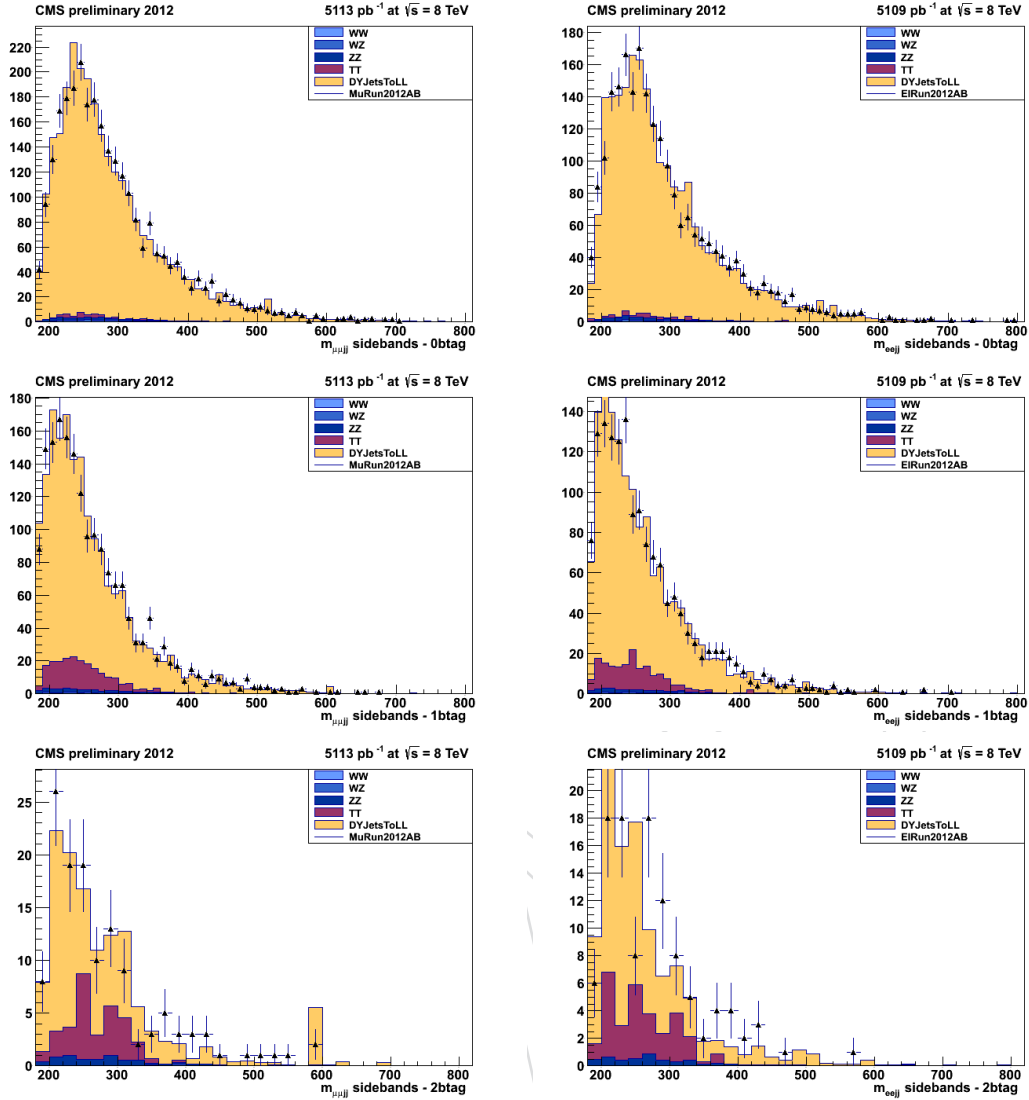 CMS preliminary 2012 5113 pb -1 at √s = 8 TeV
WW
WZ
ZZ
TT
DYJetsToLL
MuRun2012AB
220
200
180
160
140
120
100
80
60
40
20
0
200 300 400 500 600 700 800
mμμjj sidebands - 0btag
CMS preliminary 2012 5109 pb -1 at √s = 8 TeV
WW
WZ
ZZ
TT
DYJetsToLL
ElRun2012AB
180
160
140
120
100
80
60
40
20
0
200 300 400 500 600 700 800
meejj sidebands - 0btag
CMS preliminary 2012 5113 pb -1 at √s = 8 TeV
WW
WZ
ZZ
TT
DYJetsToLL
MuRun2012AB
180
160
140
120
100
80
60
40
20
0
200 300 400 500 600 700 800
mμμjj sidebands - 1btag
CMS preliminary 2012 5109 pb -1 at √s = 8 TeV
WW
WZ
ZZ
TT
DYJetsToLL
ElRun2012AB
140
120
100
80
60
40
20
0
200 300 400 500 600 700 800
meejj sidebands - 1btag
CMS preliminary 2012 5113 pb -1 at √s = 8 TeV
WW
WZ
ZZ
TT
DYJetsToLL
MuRun2012AB
25
20
15
10
5
0
200 300 400 500 600 700 800
mμμjj sidebands - 2btag
CMS preliminary 2012 5109 pb -1 at √s = 8 TeV
WW
WZ
ZZ
TT
DYJetsToLL
ElRun2012AB
22
20
18
16
14
12
10
8
6
4
2
0
200 300 400 500 600 700 800
meejj sidebands - 2btag